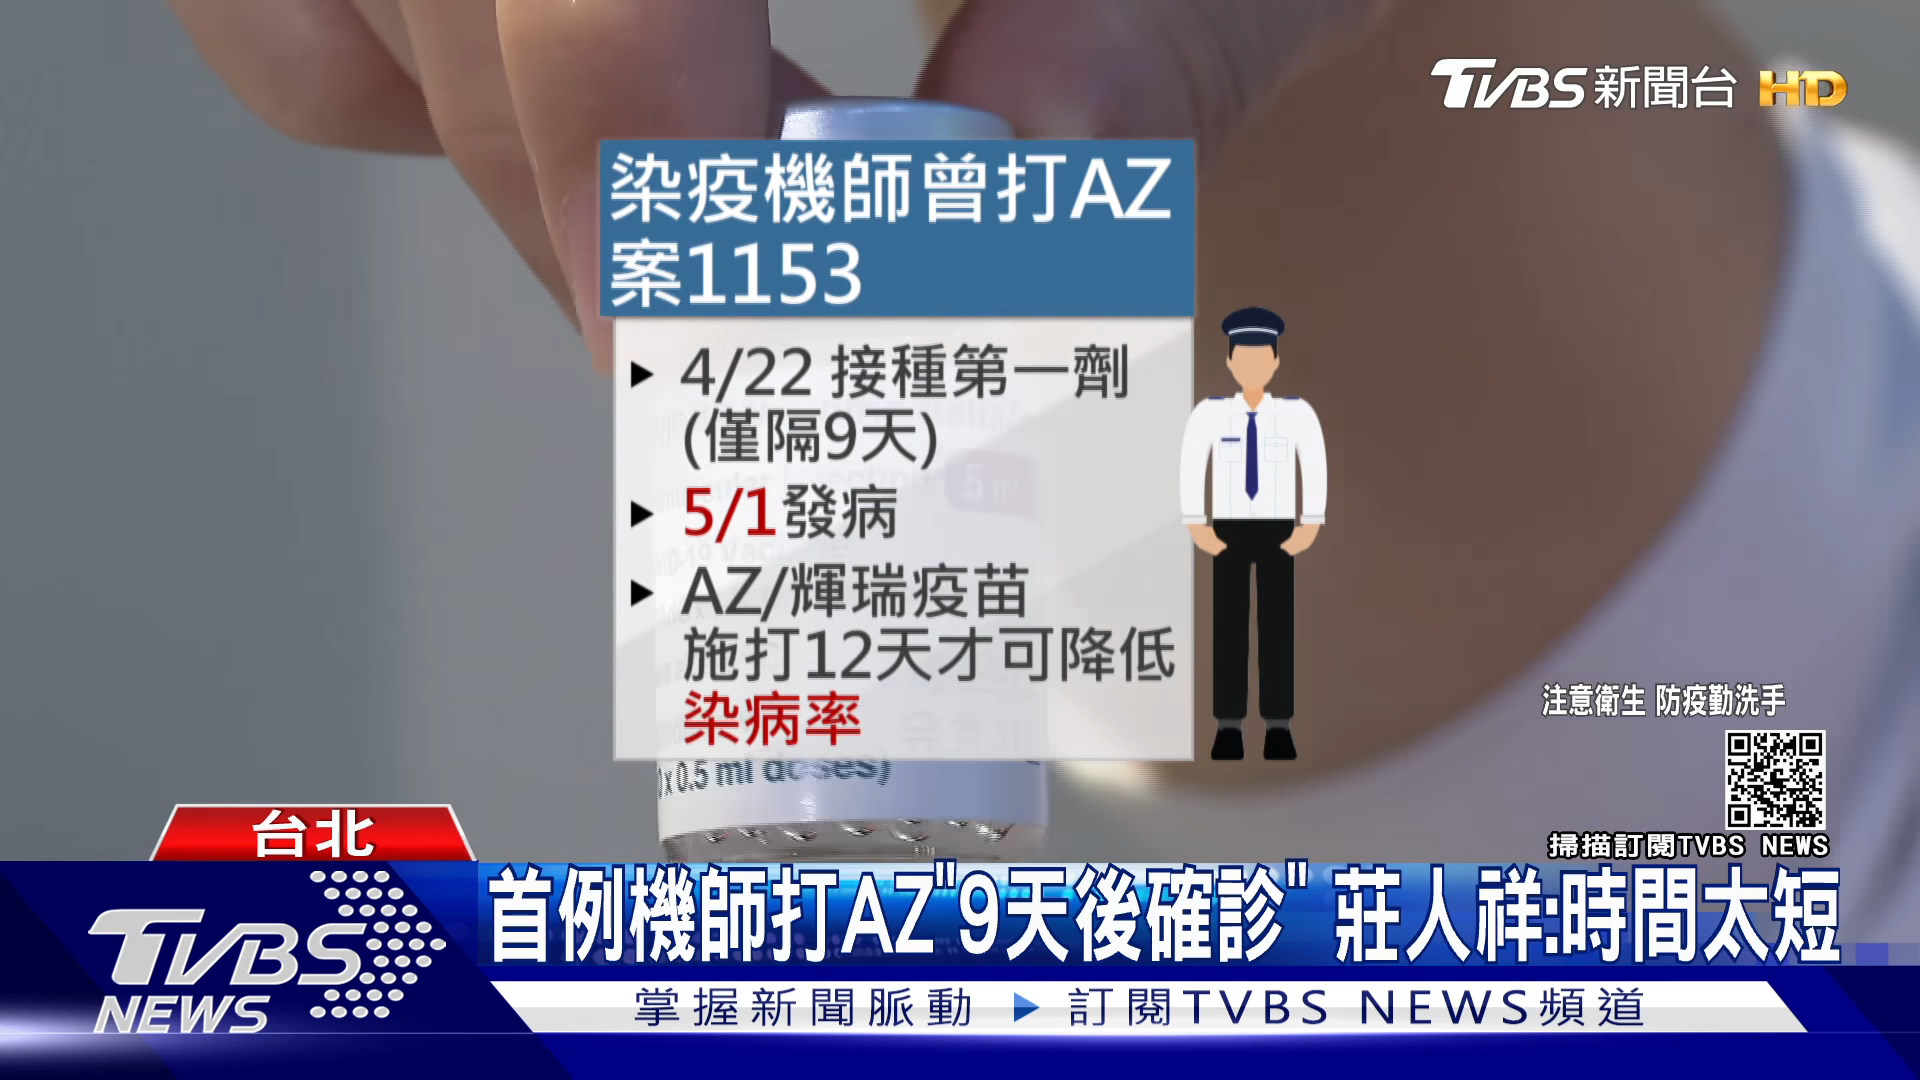 TVBS新聞台 HD
染疫機師曾打AZ
案1153
4/22 接種第一劑
(僅隔9天)
5/1發病
AZ/輝瑞疫苗
施打12天才可降低
染病率
0x0.5 ml doses)
注意衛生 防疫勤洗手
掃描訂閱TVBS NEWS
台北
首例機師打AZ"9天後確診" 莊人祥:時間太短
TVBS
NEWS
掌握新聞脈動 ▶ 訂閱TVBS NEWS頻道